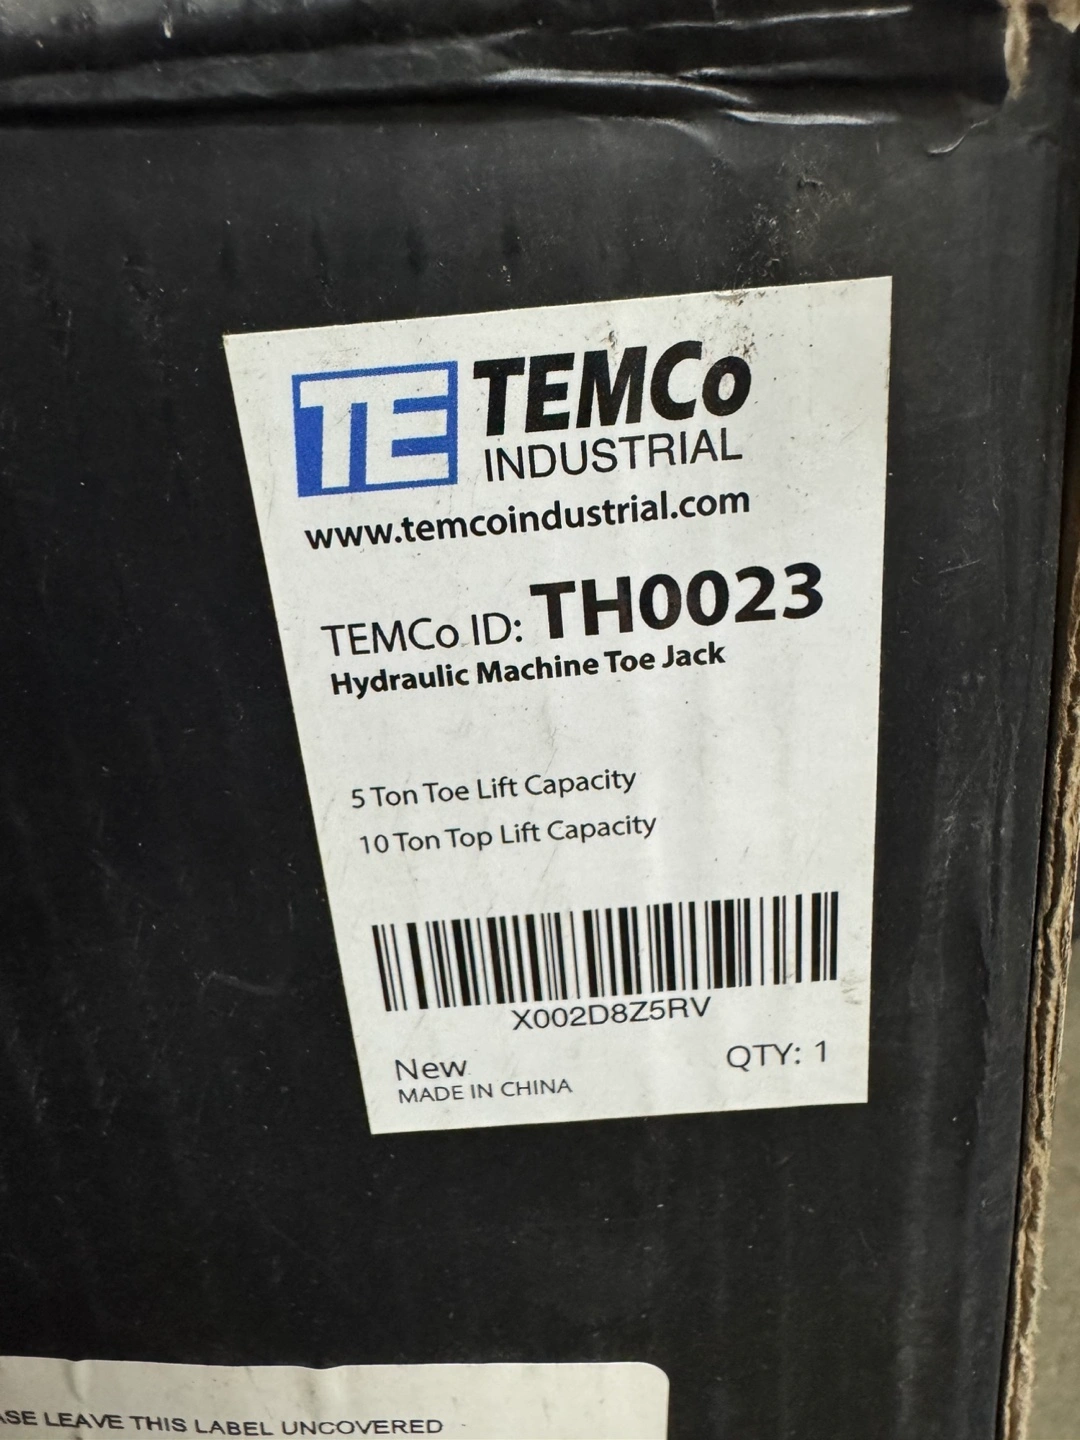 TE TEMCo
INDUSTRIAL
www.temcoindustrial.com
TEMCo ID: TH0023
Hydraulic Machine Toe Jack
5 Ton Toe Lift Capacity
10 Ton Top Lift Capacity
X002D8Z5RV
New QTY: 1
MADE IN CHINA
LEAVE THIS LABEL UNCOVERED